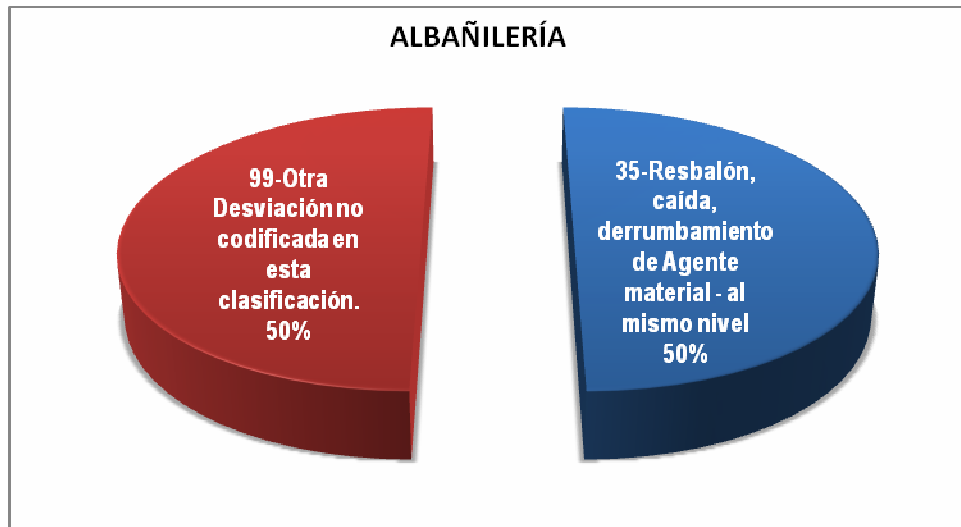 ALBAÑILERÍA
99-Otra
Desviación no
codificada en
esta
clasificación.
50%
35-Resbalón,
caída,
derrumbamiento
de Agente
material - al
mismo nivel
50%